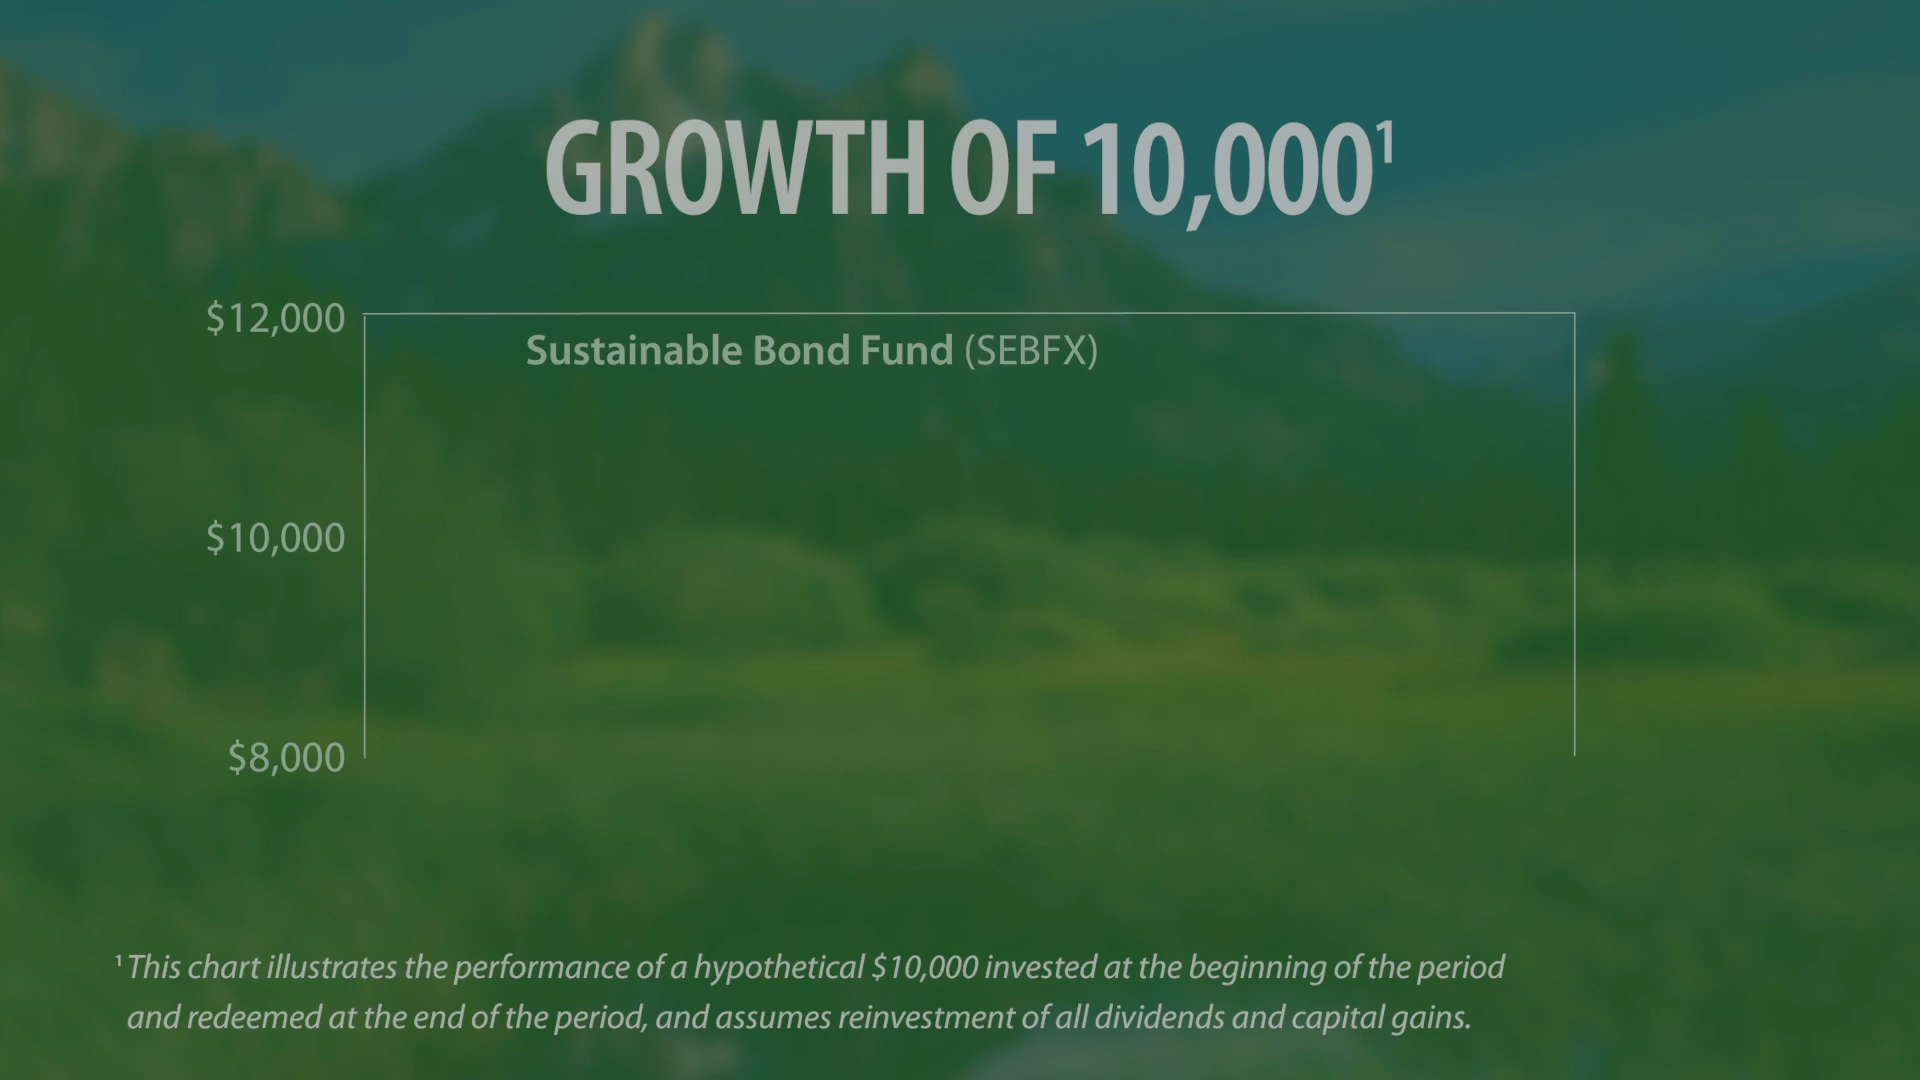 GROWTH OF 10,000¹
$12,000
Sustainable Bond Fund (SEBFX)
$10,000
$8,000
¹ This chart illustrates the performance of a hypothetical $10,000 invested at the beginning of the period
and redeemed at the end of the period, and assumes reinvestment of all dividends and capital gains.